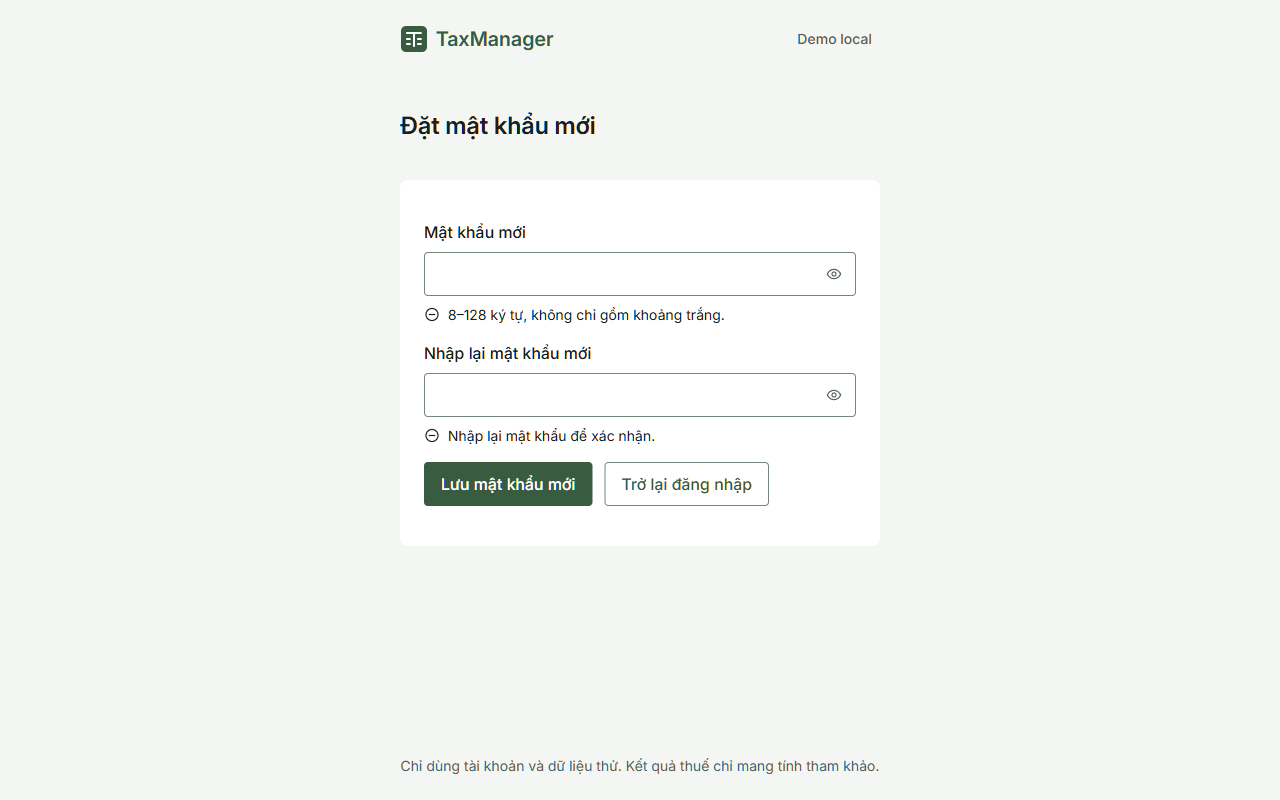 TaxManager
Demo local
Đặt mật khẩu mới
Mật khẩu mới
8–128 ký tự, không chỉ gồm khoảng trắng.
Nhập lại mật khẩu mới
Nhập lại mật khẩu để xác nhận.
Lưu mật khẩu mới
Trở lại đăng nhập
Chỉ dùng tài khoản và dữ liệu thử. Kết quả thuế chỉ mang tính tham khảo.